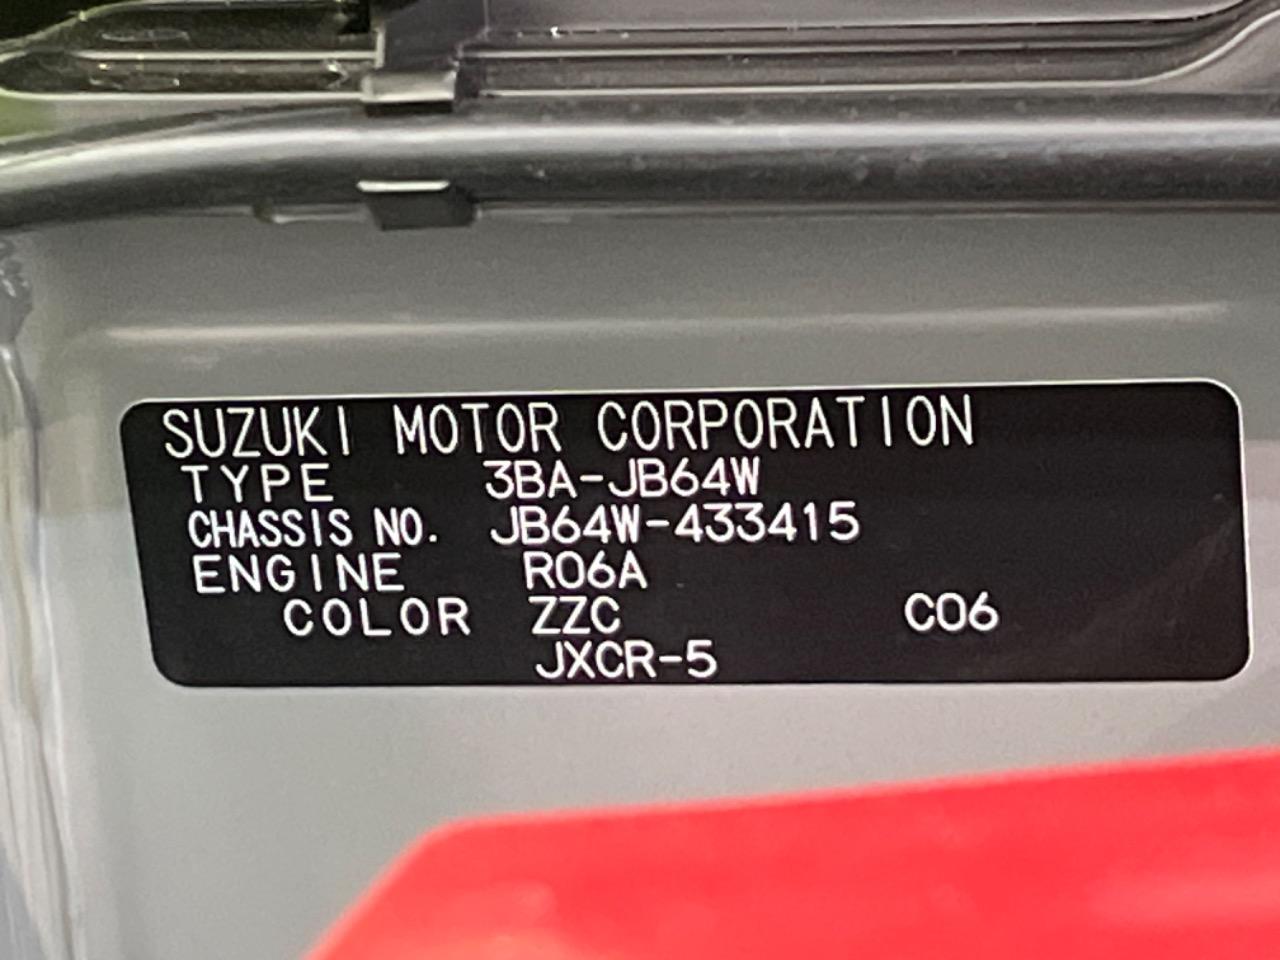 SUZUKI MOTOR CORPORATION
TYPE 3BA-JB64W
CHASSIS NO. JB64W-433415
ENGINE R06A
COLOR ZZC C06
JXCR-5